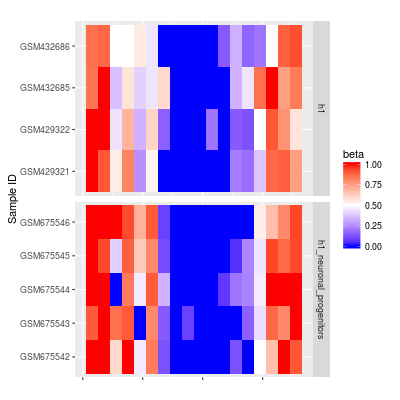 GSM432686
GSM432685
GSM429322
GSM429321
h1
GSM675546
GSM675545
GSM675544
GSM675543
GSM675542
h1_neuronal_progenitors
Sample ID
beta
1.00
0.75
0.50
0.25
0.00